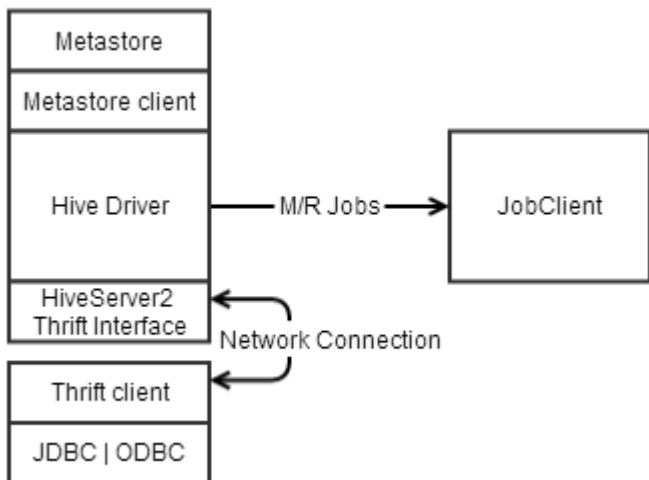 Metastore
Metastore client
Hive Driver
M/R Jobs
JobClient
HiveServer2
Thrift Interface
Network Connection
Thrift client
JDBC | ODBC